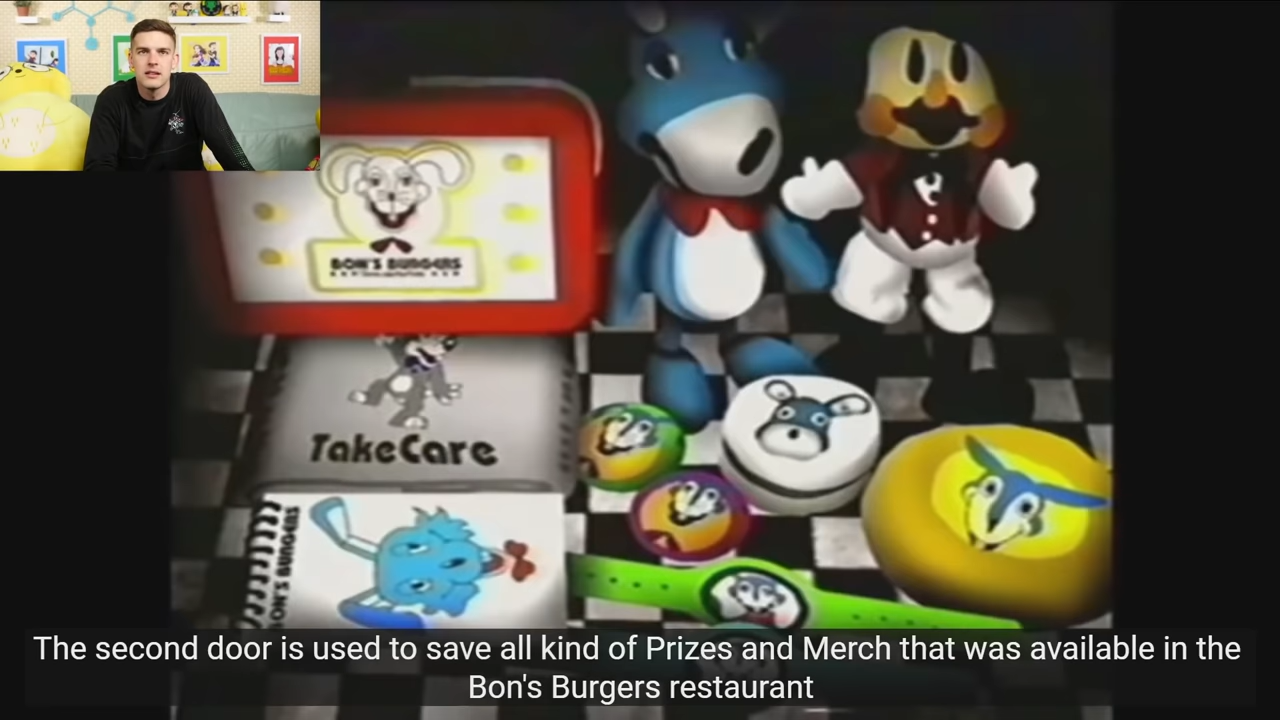 BON'S BURGERS
TakeCare
BON'S BURGERS
The second door is used to save all kind of Prizes and Merch that was available in the
Bon's Burgers restaurant